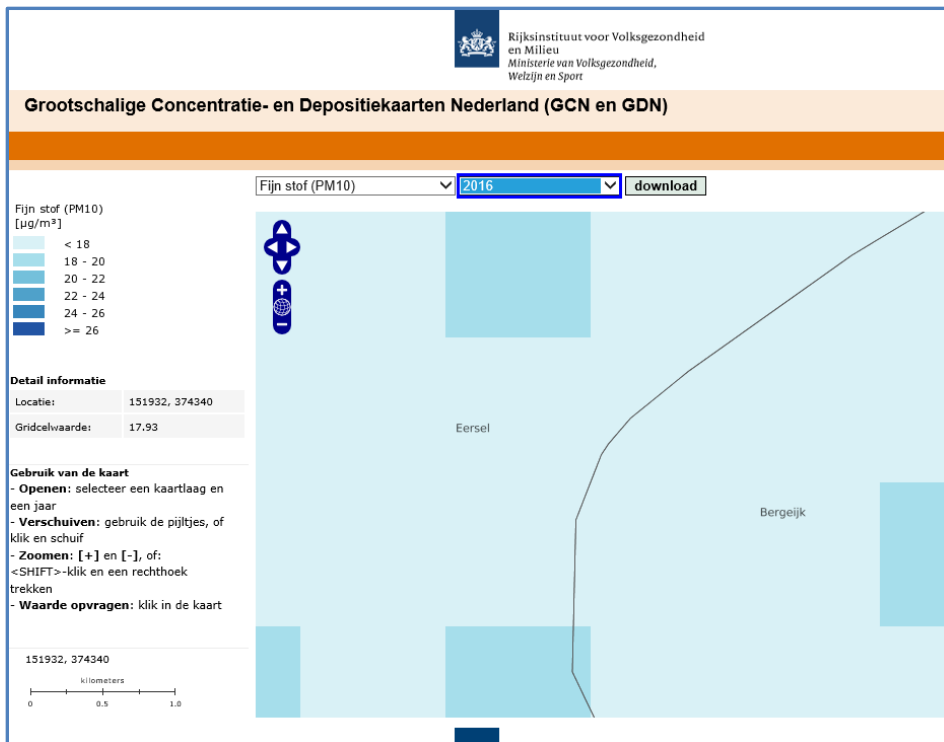 Rijksinstituut voor Volksgezondheid
en Milieu
Ministerie van Volksgezondheid,
Welzijn en Sport
Grootschalige Concentratie- en Depositiekaarten Nederland (GCN en GDN)
Fijn stof (PM10)
2016
download
Fijn stof (PM10)
[µg/m³]
< 18
18 - 20
20 - 22
22 - 24
24 - 26
>= 26
Detail informatie
Locatie: 151932, 374340
Gridcelwaarde: 17.93
Gebruik van de kaart
- Openen: selecteer een kaartlaag en
een jaar
- Verschuiven: gebruik de pijltjes, of
klik en schuif
- Zoomen: [+] en [-], of:
<SHIFT>-klik en een rechthoek
trekken
- Waarde opvragen: klik in de kaart
151932, 374340
kilometers
0 0.5 1.0
Eersel
Bergeijk